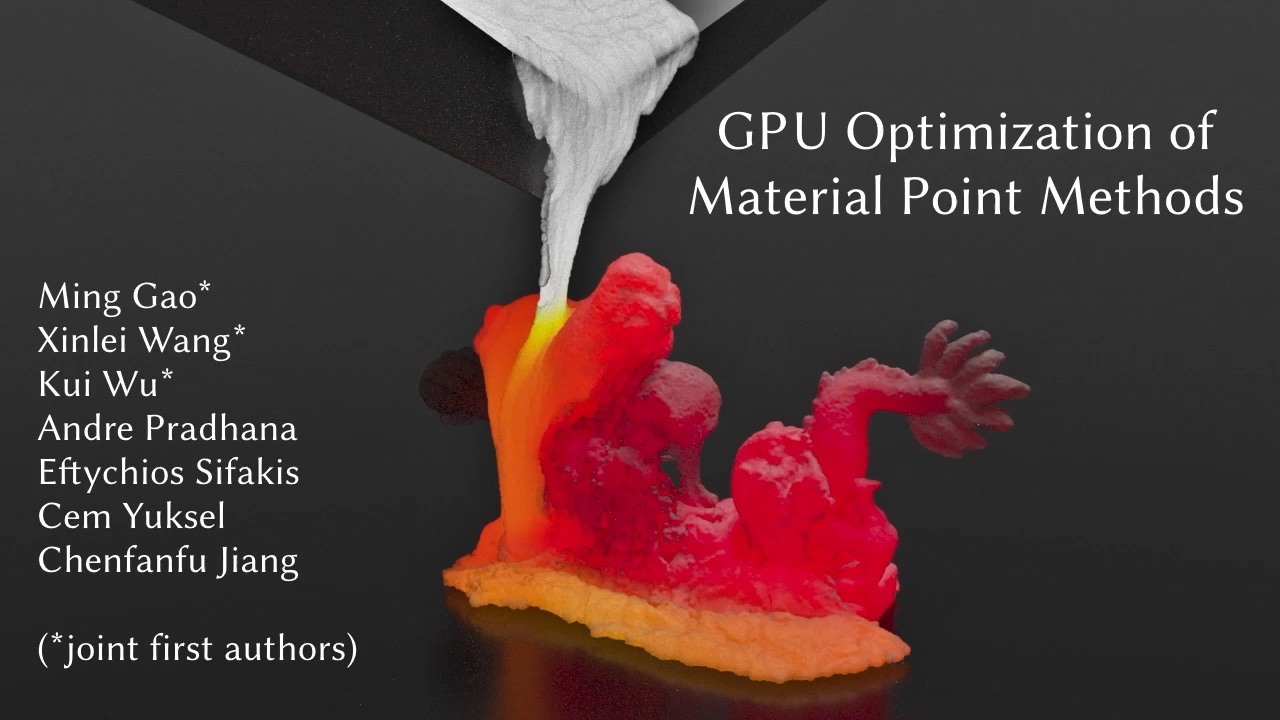 GPU Optimization of
Material Point Methods
Ming Gao*
Xinlei Wang*
Kui Wu*
Andre Pradhana
Eftychios Sifakis
Cem Yuksel
Chenfanfu Jiang
(*joint first authors)